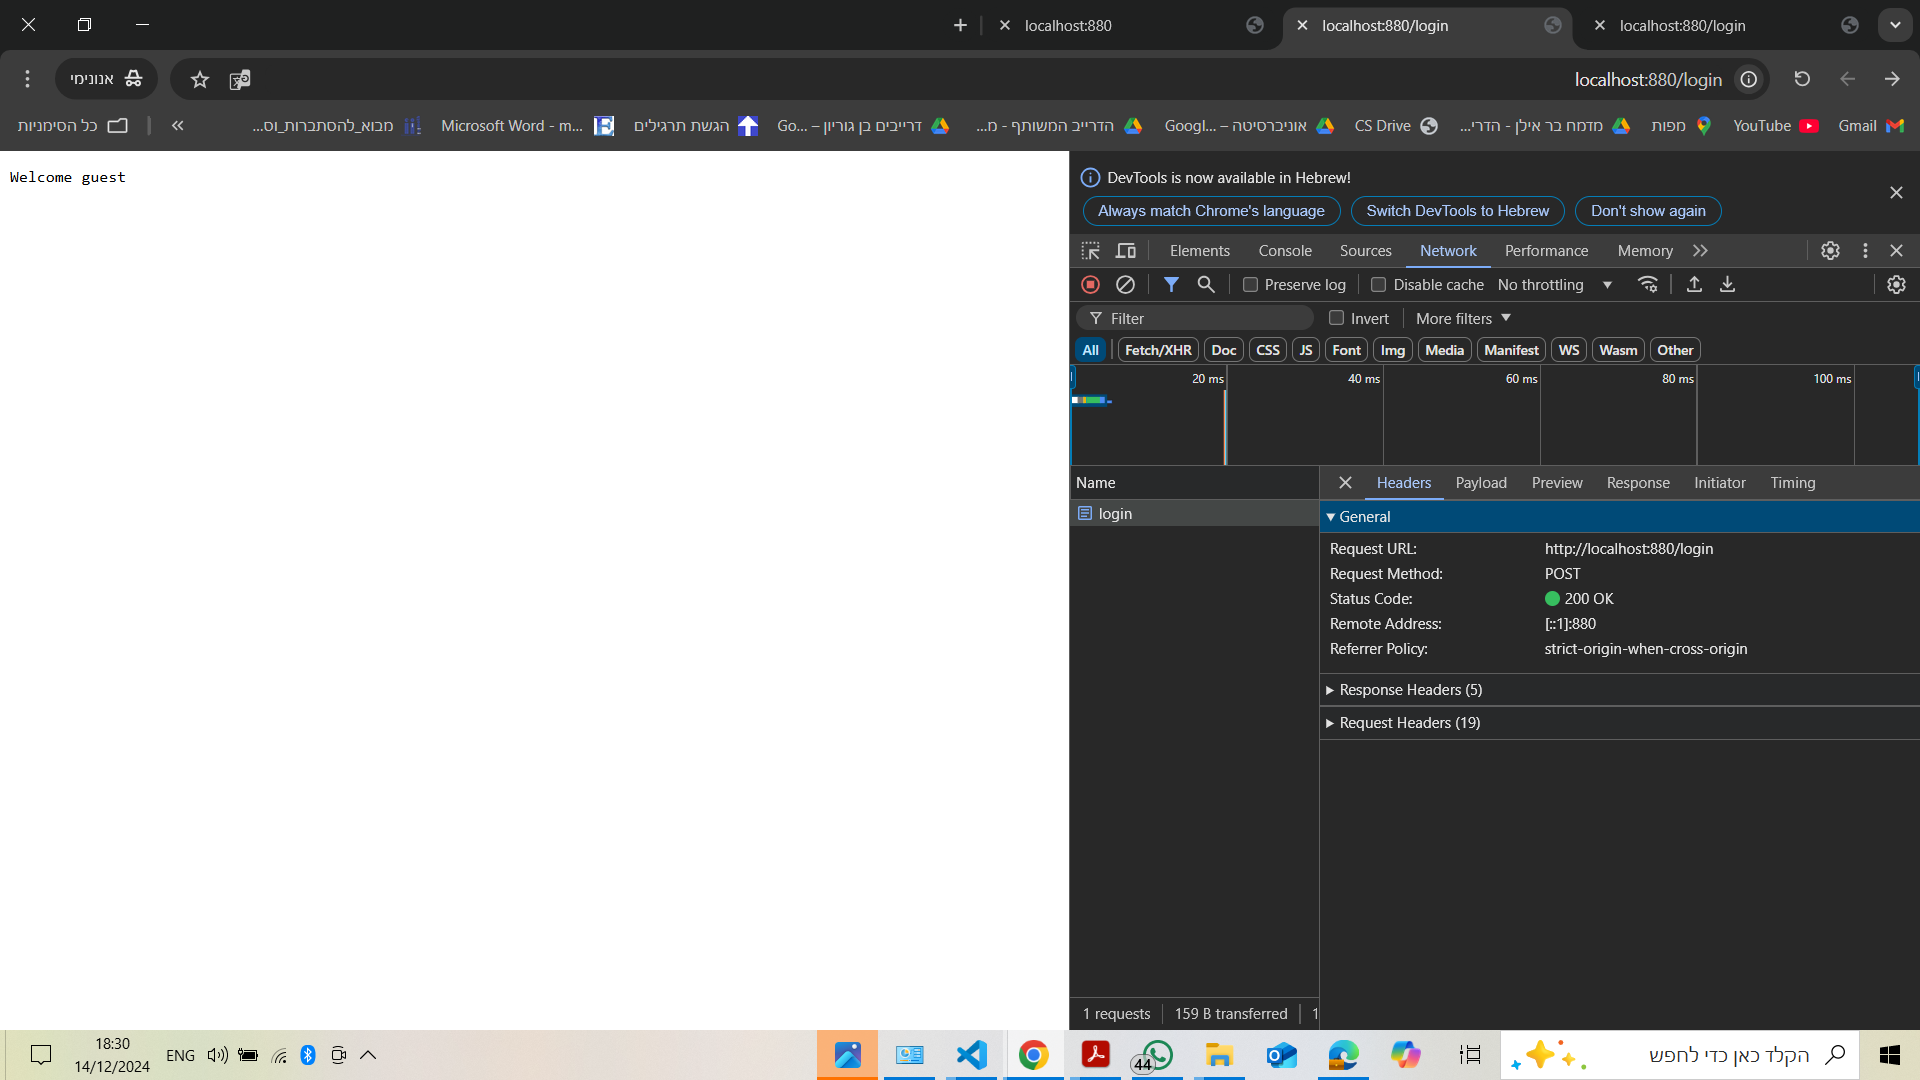 localhost:880
localhost:880/login
localhost:880/login
אנונימי
localhost:880/login
כל הסימניות
מבוא_להסתברות_וס...
Microsoft Word - m...
הגשת תרגילים
דרייבים בן גוריון – Go...
הדרייב המשותף - מ...
אוניברסיטה – Googl...
CS Drive
מדמח בר אילן - הדרי...
מפות
YouTube
Gmail
Welcome guest
DevTools is now available in Hebrew!
Always match Chrome's language
Switch DevTools to Hebrew
Don't show again
Elements
Console
Sources
Network
Performance
Memory
Preserve log
Disable cache
No throttling
Filter
Invert
More filters
All
Fetch/XHR
Doc
CSS
JS
Font
Img
Media
Manifest
WS
Wasm
Other
20 ms
40 ms
60 ms
80 ms
100 ms
Name
Headers
Payload
Preview
Response
Initiator
Timing
login
General
Request URL: http://localhost:880/login
Request Method: POST
Status Code: 200 OK
Remote Address: [::1]:880
Referrer Policy: strict-origin-when-cross-origin
Response Headers (5)
Request Headers (19)
1 requests
159 B transferred
1
18:30
14/12/2024
ENG
44
הקלד כאן כדי לחפש